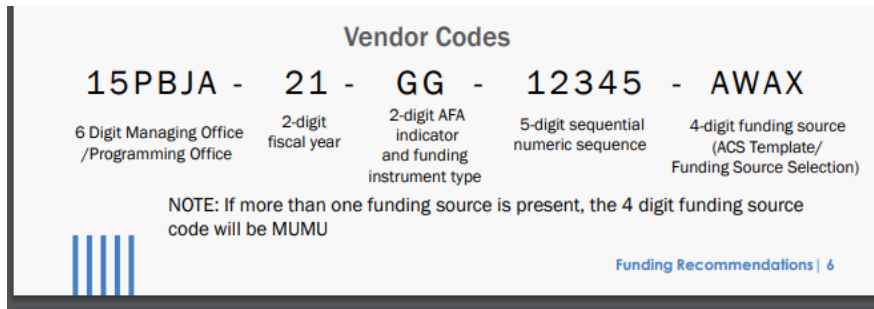 Vendor Codes
15PBJA - 21 - GG - 12345 - AWAX
6 Digit Managing Office
/Programming Office
2-digit
fiscal year
2-digit AFA
indicator
and funding
instrument type
5-digit sequential
numeric sequence
4-digit funding source
(ACS Template/
Funding Source Selection)
NOTE: If more than one funding source is present, the 4 digit funding source
code will be MUMU
Funding Recommendations| 6